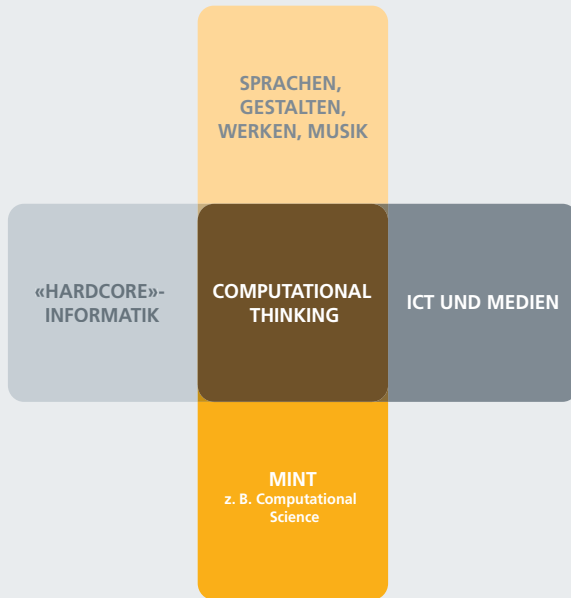 SPRACHEN,
GESTALTEN,
WERKEN, MUSIK
«HARDCORE»-
INFORMATIK
COMPUTATIONAL
THINKING
ICT UND MEDIEN
MINT
z. B. Computational
Science